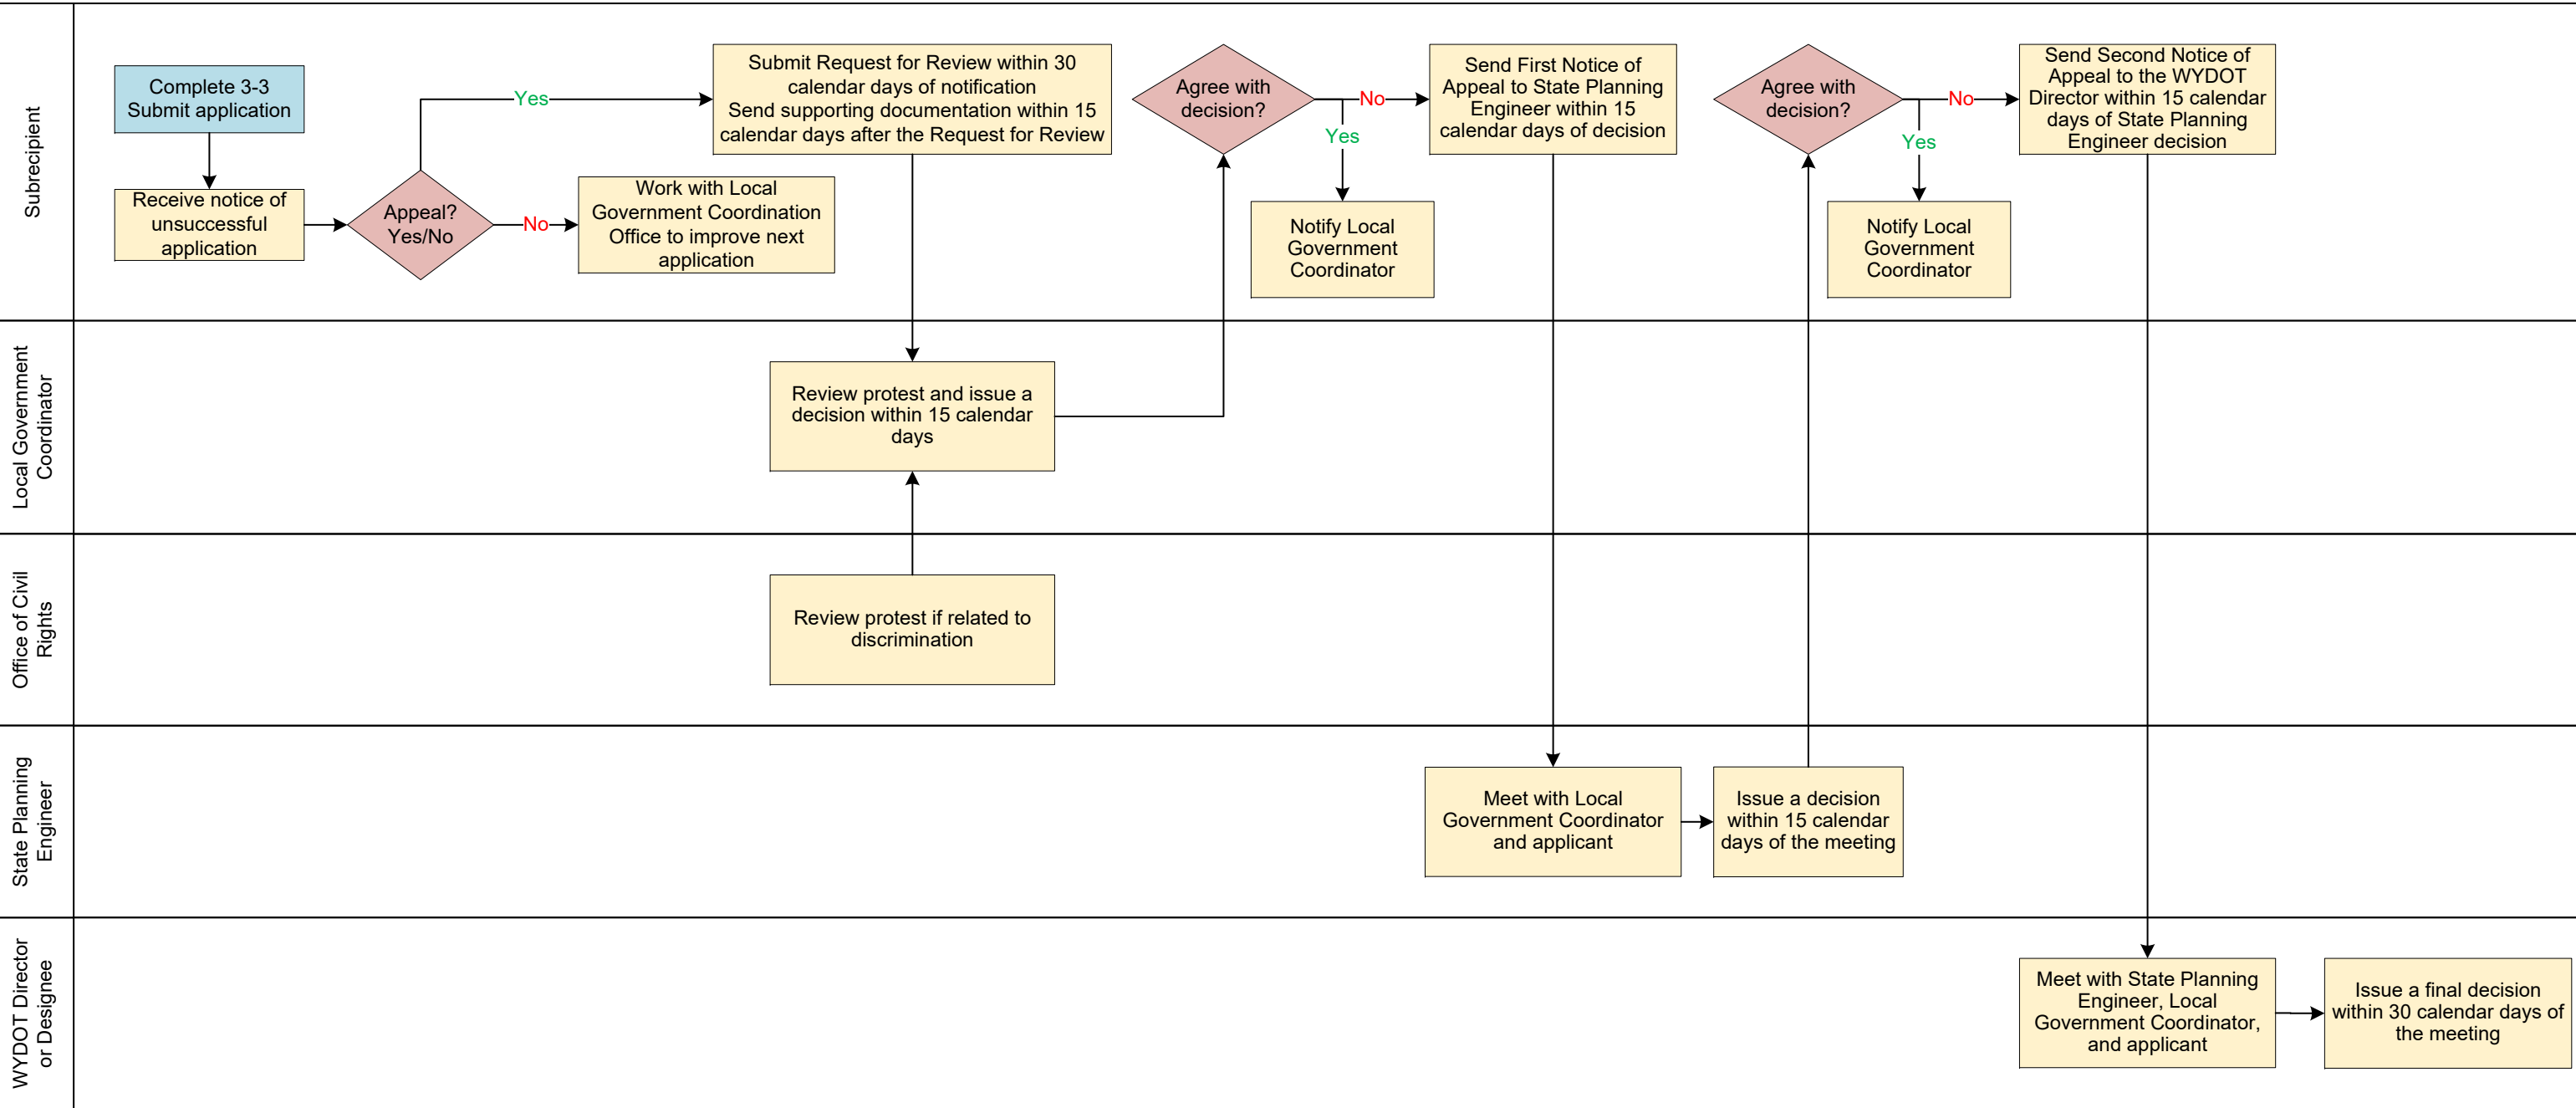 Subrecipient
Complete 3-3
Submit application
Receive notice of
unsuccessful
application
Appeal?
Yes/No
Yes
No
Submit Request for Review within 30
calendar days of notification
Send supporting documentation within 15
calendar days after the Request for Review
Work with Local
Government Coordination
Office to improve next
application
Agree with
decision?
No
Yes
Send First Notice of
Appeal to State Planning
Engineer within 15
calendar days of decision
Notify Local
Government
Coordinator
Agree with
decision?
No
Yes
Send Second Notice of
Appeal to the WYDOT
Director within 15 calendar
days of State Planning
Engineer decision
Notify Local
Government
Coordinator
Local Government
Coordinator
Review protest and issue a
decision within 15 calendar
days
Office of Civil
Rights
Review protest if related to
discrimination
State Planning
Engineer
Meet with Local
Government Coordinator
and applicant
Issue a decision
within 15 calendar
days of the meeting
WYDOT Director
or Designee
Meet with State Planning
Engineer, Local
Government Coordinator,
and applicant
Issue a final decision
within 30 calendar days of
the meeting